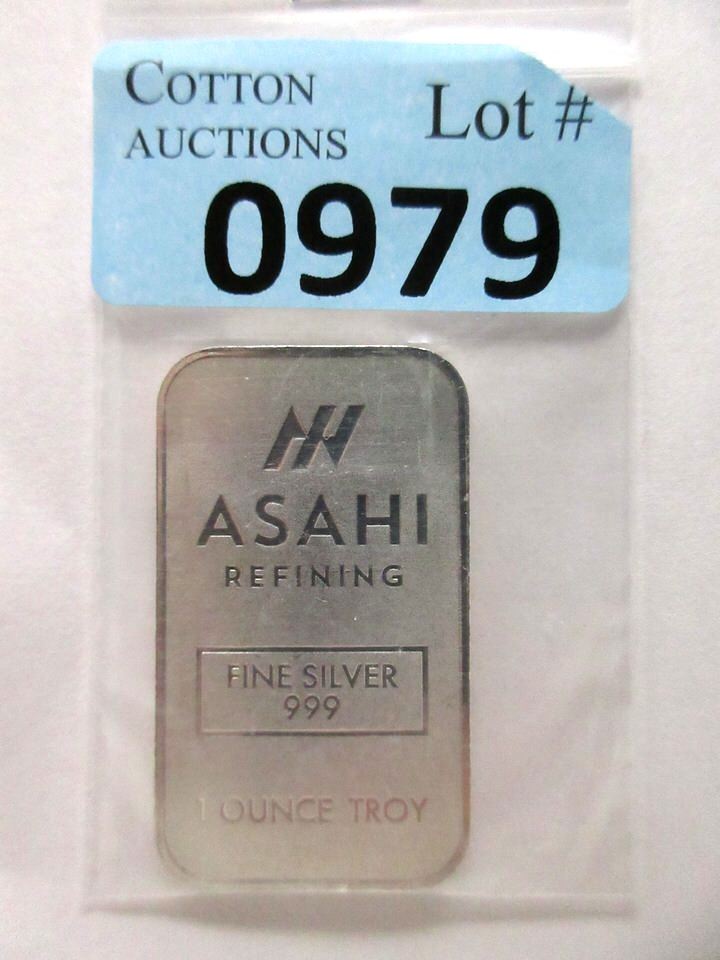 COTTON
AUCTIONS
Lot #
0979
ASAHI
REFINING
FINE SILVER
999
1 OUNCE TROY